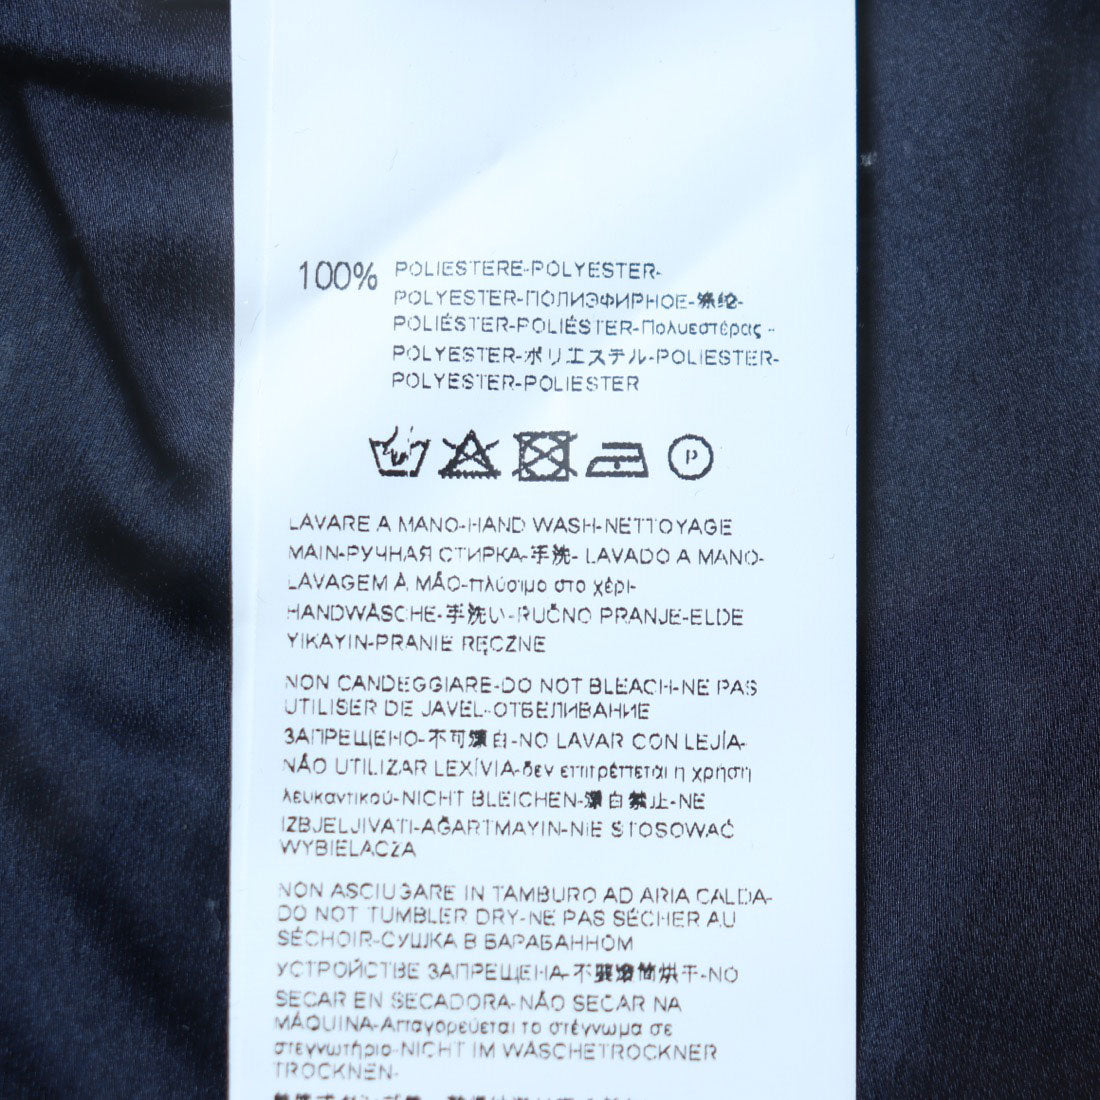 100% POLIESTERE-POLYESTER-
POLYESTER-ПОЛИЭФИРНОЕ-涤纶-
POLIÉSTER-POLIÉSTER-Πολυεστέρας -
POLYESTER-ポリエステル-POLIESTER-
POLYESTER-POLIESTER
P
LAVARE A MANO-HAND WASH-NETTOYAGE
MAIN-РУЧНАЯ СТИРКА-手洗- LAVADO A MANO-
LAVAGEM À MÃO-πλύσιμο στο χέρι-
HANDWÄSCHE-手洗い-RUČNO PRANJE-ELDE
YIKAYIN-PRANIE RĘCZNE
NON CANDEGGIARE-DO NOT BLEACH-NE PAS
UTILISER DE JAVEL-ОТБЕЛИВАНИЕ
ЗАПРЕЩЕНО-不可漂白-NO LAVAR CON LEJÍA-
NÃO UTILIZAR LEXÍVIA-δεν επιτρέπεται η χρήση
λευκαντικού-NICHT BLEICHEN-漂白禁止-NE
IZBJELJIVATI-AĞARTMAYIN-NIE STOSOWAĆ
WYBIELACZA
NON ASCIUGARE IN TAMBURO AD ARIA CALDA-
DO NOT TUMBLER DRY-NE PAS SÉCHER AU
SÉCHOIR-СУШКА В БАРАБАННОМ
УСТРОЙСТВЕ ЗАПРЕЩЕНА-不要滚筒烘干-NO
SECAR EN SECADORA-NÃO SECAR NA
MÁQUINA-Απαγορεύεται το στέγνωμα σε
στεγνωτήριο-NICHT IM WÄSCHETROCKNER
TROCKNEN-